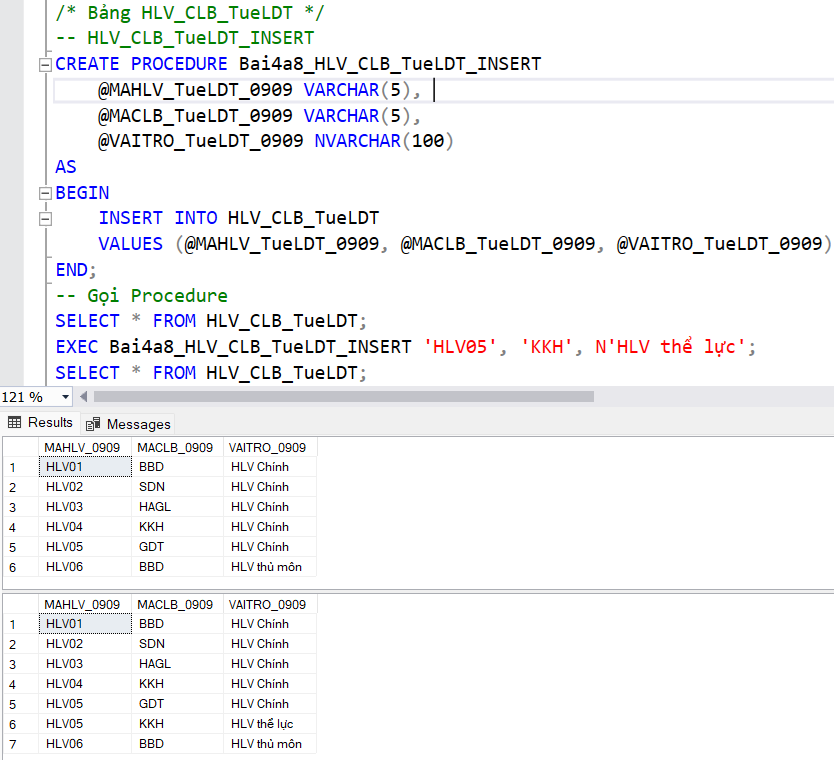 /* Bảng HLV_CLB_TueLDT */
-- HLV_CLB_TueLDT_INSERT
CREATE PROCEDURE Bai4a8_HLV_CLB_TueLDT_INSERT
@MAHLV_TueLDT_0909 VARCHAR(5),
@MACLB_TueLDT_0909 VARCHAR(5),
@VAITRO_TueLDT_0909 NVARCHAR(100)
AS
BEGIN
INSERT INTO HLV_CLB_TueLDT
VALUES (@MAHLV_TueLDT_0909, @MACLB_TueLDT_0909, @VAITRO_TueLDT_0909)
END;
-- Gọi Procedure
SELECT * FROM HLV_CLB_TueLDT;
EXEC Bai4a8_HLV_CLB_TueLDT_INSERT 'HLV05', 'KKH', N'HLV thể lực';
SELECT * FROM HLV_CLB_TueLDT;
121 %
Results Messages
MAHLV_0909 MACLB_0909 VAITRO_0909
1 HLV01 BBD HLV Chính
2 HLV02 SDN HLV Chính
3 HLV03 HAGL HLV Chính
4 HLV04 KKH HLV Chính
5 HLV05 GDT HLV Chính
6 HLV06 BBD HLV thủ môn
MAHLV_0909 MACLB_0909 VAITRO_0909
1 HLV01 BBD HLV Chính
2 HLV02 SDN HLV Chính
3 HLV03 HAGL HLV Chính
4 HLV04 KKH HLV Chính
5 HLV05 GDT HLV Chính
6 HLV05 KKH HLV thể lực
7 HLV06 BBD HLV thủ môn